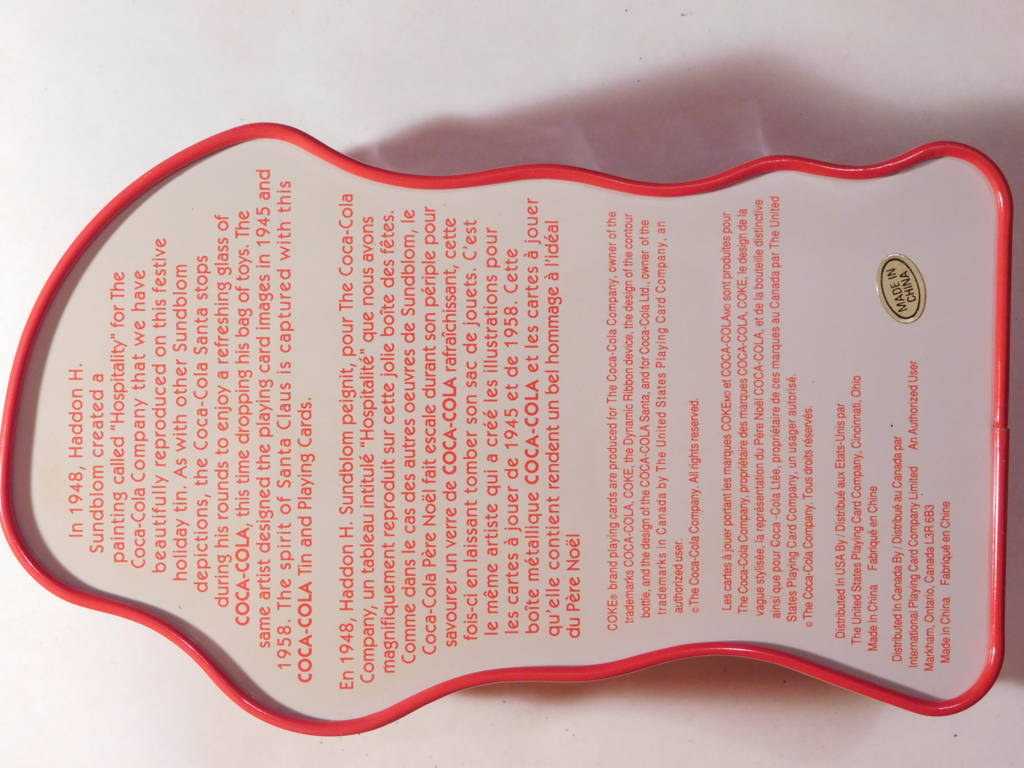 In 1948, Haddon H.
Sundblom created a
painting called “Hospitality” for The
Coca-Cola Company that we have
beautifully reproduced on this festive
holiday tin. As with other Sundblom
depictions, the Coca-Cola Santa stops
during his rounds to enjoy a refreshing glass of
COCA-COLA, this time dropping his bag of toys. The
same artist designed the playing card images in 1945 and
1958. The spirit of Santa Claus is captured with this
COCA-COLA Tin and Playing Cards.
En 1948, Haddon H. Sundblom peignit, pour The Coca-Cola
Company, un tableau intitulé “Hospitalité” que nous avons
magnifiquement reproduit sur cette jolie boîte des fêtes.
Comme dans le cas des autres oeuvres de Sundblom, le
Coca-Cola Père Noël fait escale durant son périple pour
savourer un verre de COCA-COLA rafraîchissant, cette
fois-ci en laissant tomber son sac de jouets. C’est
le même artiste qui a créé les illustrations pour
les cartes à jouer de 1945 et de 1958. Cette
boîte métallique COCA-COLA et les cartes à jouer
qu’elle contient rendent un bel hommage à l’idéal
du Père Noël
COKE® brand playing cards are produced for The Coca-Cola Company, owner of the
trademarks COCA-COLA, COKE, the Dynamic Ribbon device, the design of the contour
bottle, and the design of the COCA-COLA Santa, and for Coca-Cola Ltd., owner of the
trademarks in Canada by The United States Playing Card Company, an
authorized user.
© The Coca-Cola Company. All rights reserved.
Les cartes à jouer portant les marques COKEMD et COCA-COLAMD sont produites pour
The Coca-Cola Company, propriétaire des marques COCA-COLA, COKE, le design de la
vague stylisée, la représentation du Père Noël COCA-COLA, et de la bouteille distinctive
ainsi que pour Coca -Cola Ltée, propriétaire de ces marques au Canada par The United
States Playing Card Company, un usager autorisé.
© The Coca-Cola Company. Tous droits réservés.
Distributed In USA By / Distribué aux Etats-Unis par
The United States Playing Card Company, Cincinnati, Ohio
Made In China Fabriqué en Chine
Distributed In Canada By / Distribué au Canada par
International Playing Card Company Limited An Authorized User
Markham, Ontario, Canada L3R 6B3
Made in China Fabriqué en Chine
MADE IN
CHINA